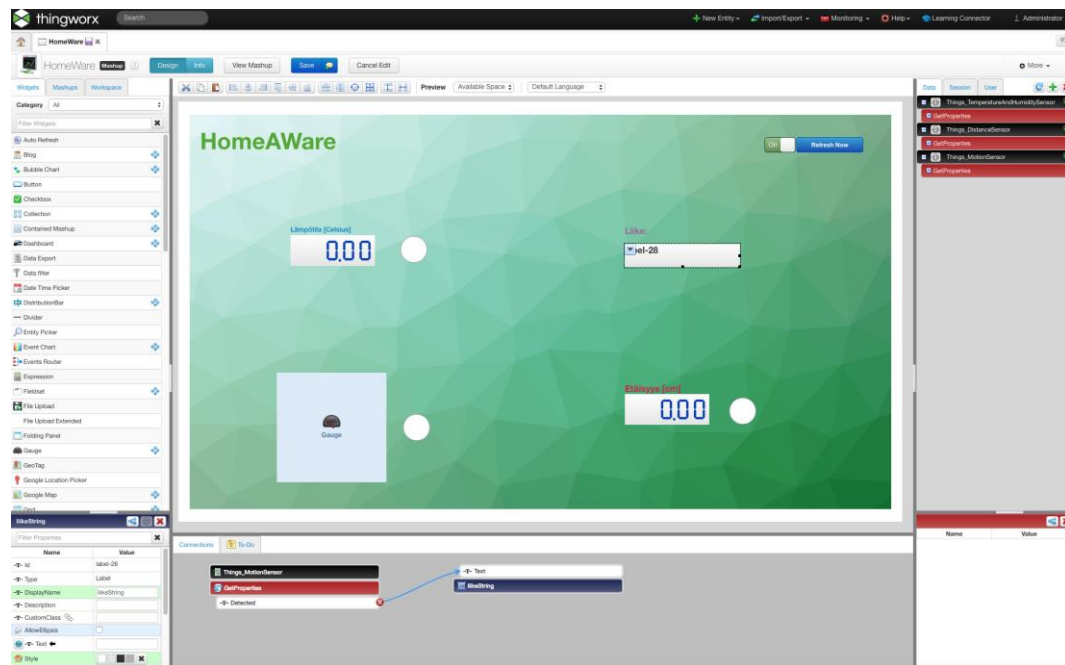 thingworx
Search
New Entity
Import/Export
Monitoring
Help
Learning Connector
Administrator
HomeWare
HomeWare
Mashup
Design
Info
View Mashup
Save
Cancel Edit
More
Widgets
Mashups
Workspace
Preview
Available Space
Default Language
Data
Session
User
Category
All
Filter Widgets
Auto Refresh
Blog
Bubble Chart
Button
Checkbox
Collection
Contained Mashup
Dashboard
Data Export
Data filter
Date Time Picker
DistributionBar
Divider
Entity Picker
Event Chart
Events Router
Expression
Fieldset
File Upload
File Upload Extended
Folding Panel
Gauge
GeoTag
Google Location Picker
Google Map
Grid
HomeAWare
On
Refresh Now
Lämpötila [Celsius]
0.00
Liike:
bel-28
Gauge
Etäisyys [cm]
0.00
Things_TemperatureAndHumiditySensor
GetProperties
Things_DistanceSensor
GetProperties
Things_MotionSensor
GetProperties
liikeString
Filter Properties
Name Value
Id label-28
Type Label
DisplayName liikeString
Description
CustomClass
AllowEllipsis
Text
Style
Connections
To-Do
Things_MotionSensor
GetProperties
Detected
Text
liikeString
Name Value